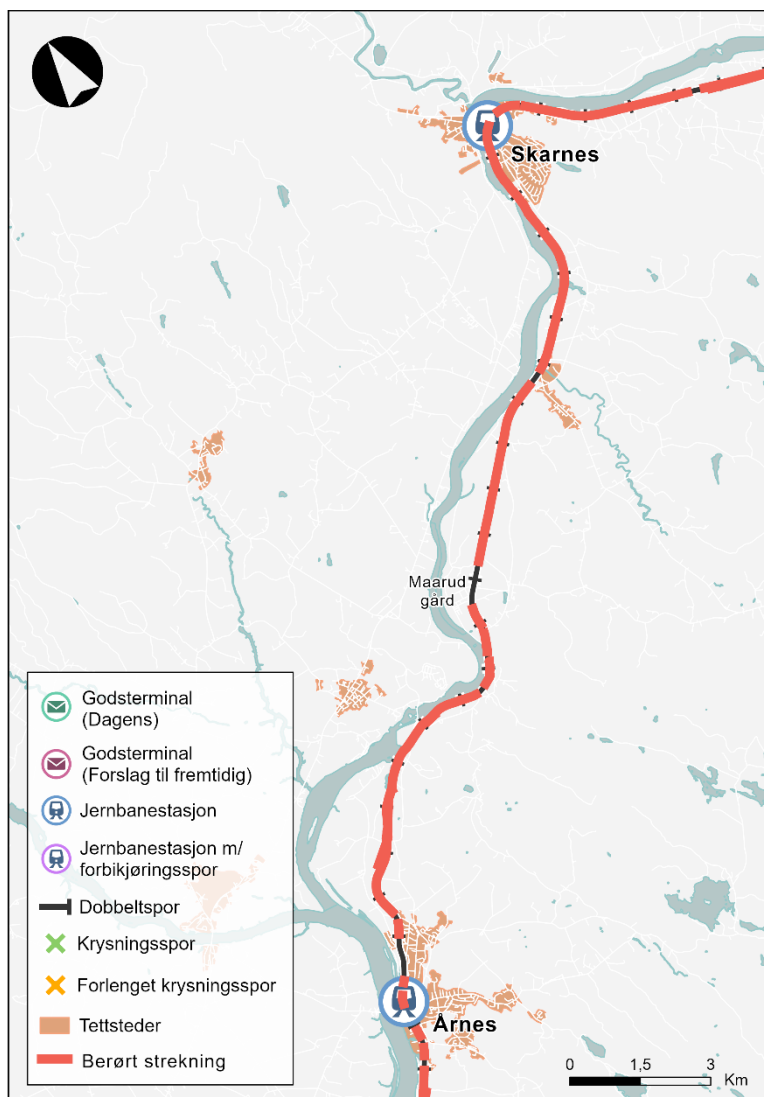 Skarnes
Maarud
gård
Godsterminal
(Dagens)
Godsterminal
(Forslag til fremtidig)
Jernbanestasjon
Jernbanestasjon m/
forbikjøringsspor
Dobbeltspor
Krysningsspor
Forlenget krysningsspor
Tettsteder
Berørt strekning
Årnes
0 1,5 3
Km